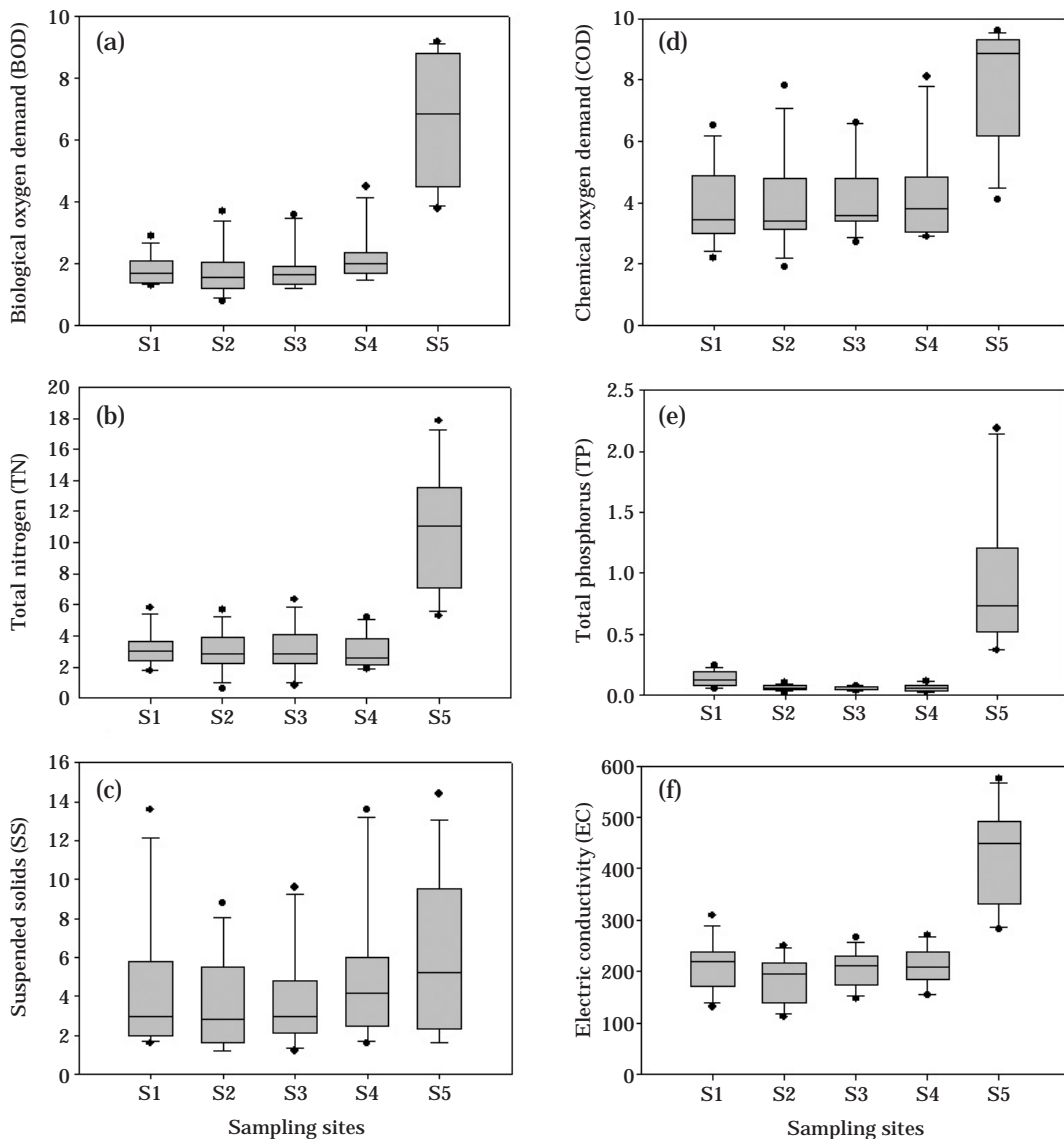 (a)
Biological oxygen demand (BOD)
10
8
6
4
2
0
S1 S2 S3 S4 S5
(d)
Chemical oxygen demand (COD)
10
8
6
4
2
0
S1 S2 S3 S4 S5
(b)
Total nitrogen (TN)
20
18
16
14
12
10
8
6
4
2
0
S1 S2 S3 S4 S5
(e)
Total phosphorus (TP)
2.5
2.0
1.5
1.0
0.5
0.0
S1 S2 S3 S4 S5
(c)
Suspended solids (SS)
16
14
12
10
8
6
4
2
0
S1 S2 S3 S4 S5
Sampling sites
(f)
Electric conductivity (EC)
600
500
400
300
200
100
0
S1 S2 S3 S4 S5
Sampling sites